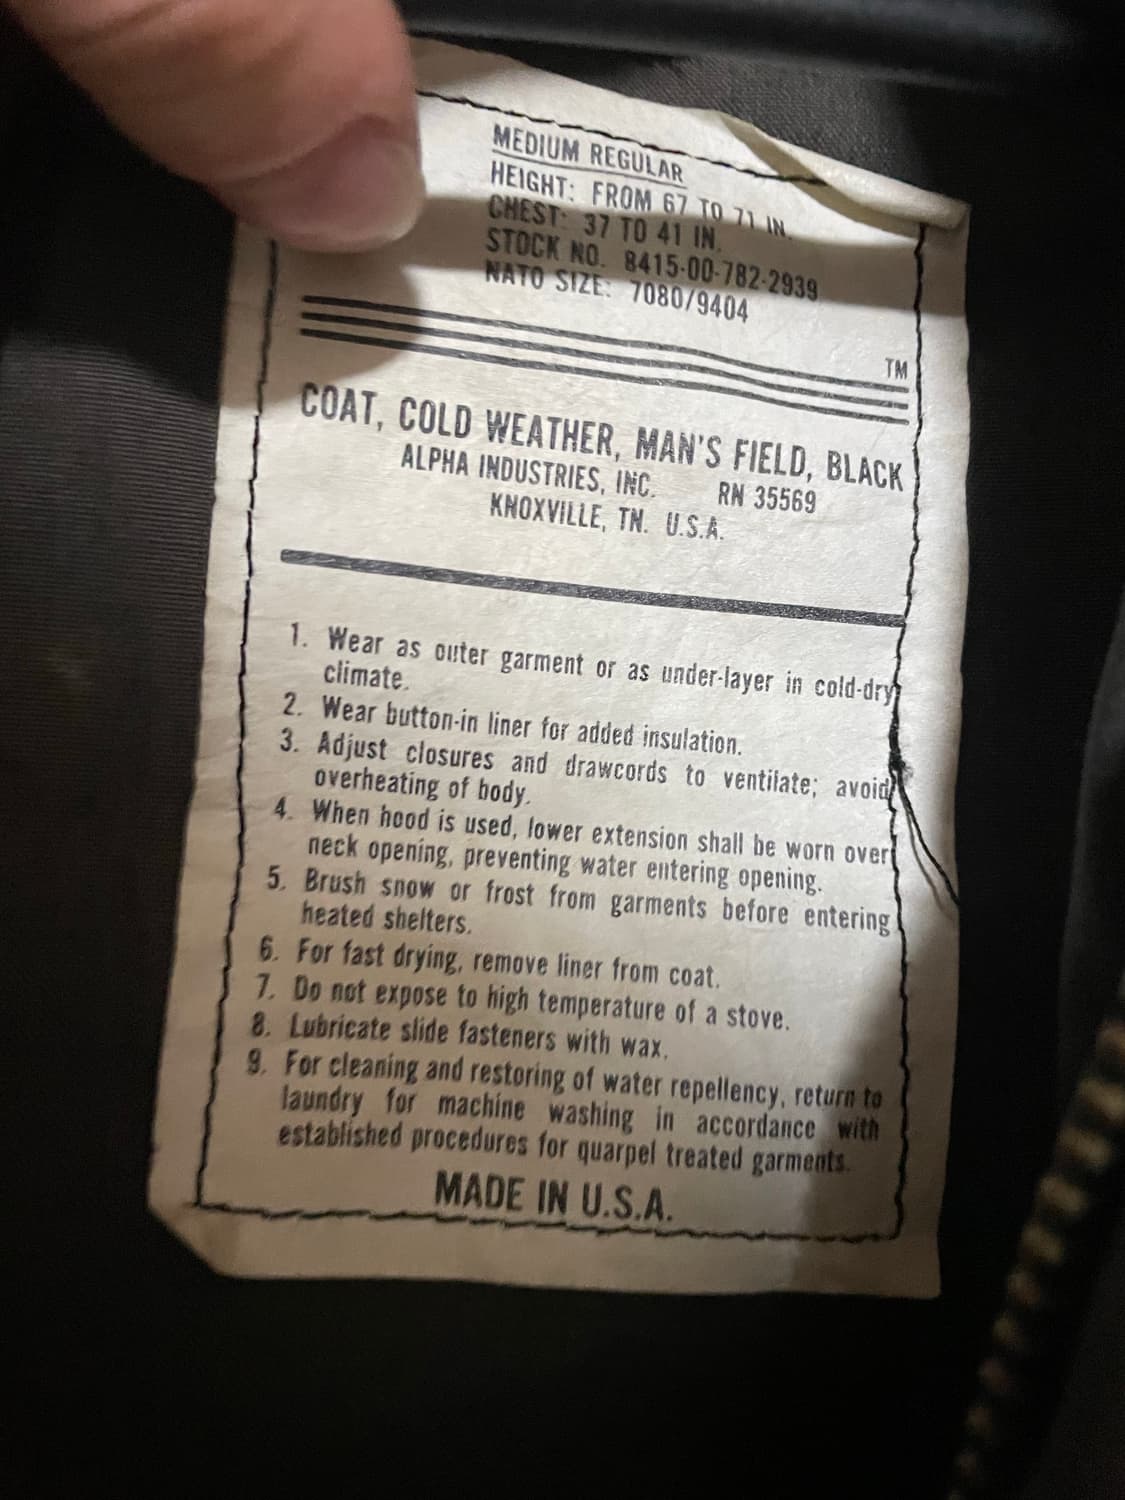 MEDIUM REGULAR
HEIGHT: FROM 67 TO 71 IN.
CHEST: 37 TO 41 IN.
STOCK NO. 8415-00-782-2939
NATO SIZE: 7080/9404
TM
COAT, COLD WEATHER, MAN'S FIELD, BLACK
ALPHA INDUSTRIES, INC. RN 35569
KNOXVILLE, TN. U.S.A.
1. Wear as outer garment or as under-layer in cold-dry
climate.
2. Wear button-in liner for added insulation.
3. Adjust closures and drawcords to ventilate; avoid
overheating of body.
4. When hood is used, lower extension shall be worn over
neck opening, preventing water entering opening.
5. Brush snow or frost from garments before entering
heated shelters.
6. For fast drying, remove liner from coat.
7. Do not expose to high temperature of a stove.
8. Lubricate slide fasteners with wax.
9. For cleaning and restoring of water repellency, return to
laundry for machine washing in accordance with
established procedures for quarpel treated garments.
MADE IN U.S.A.